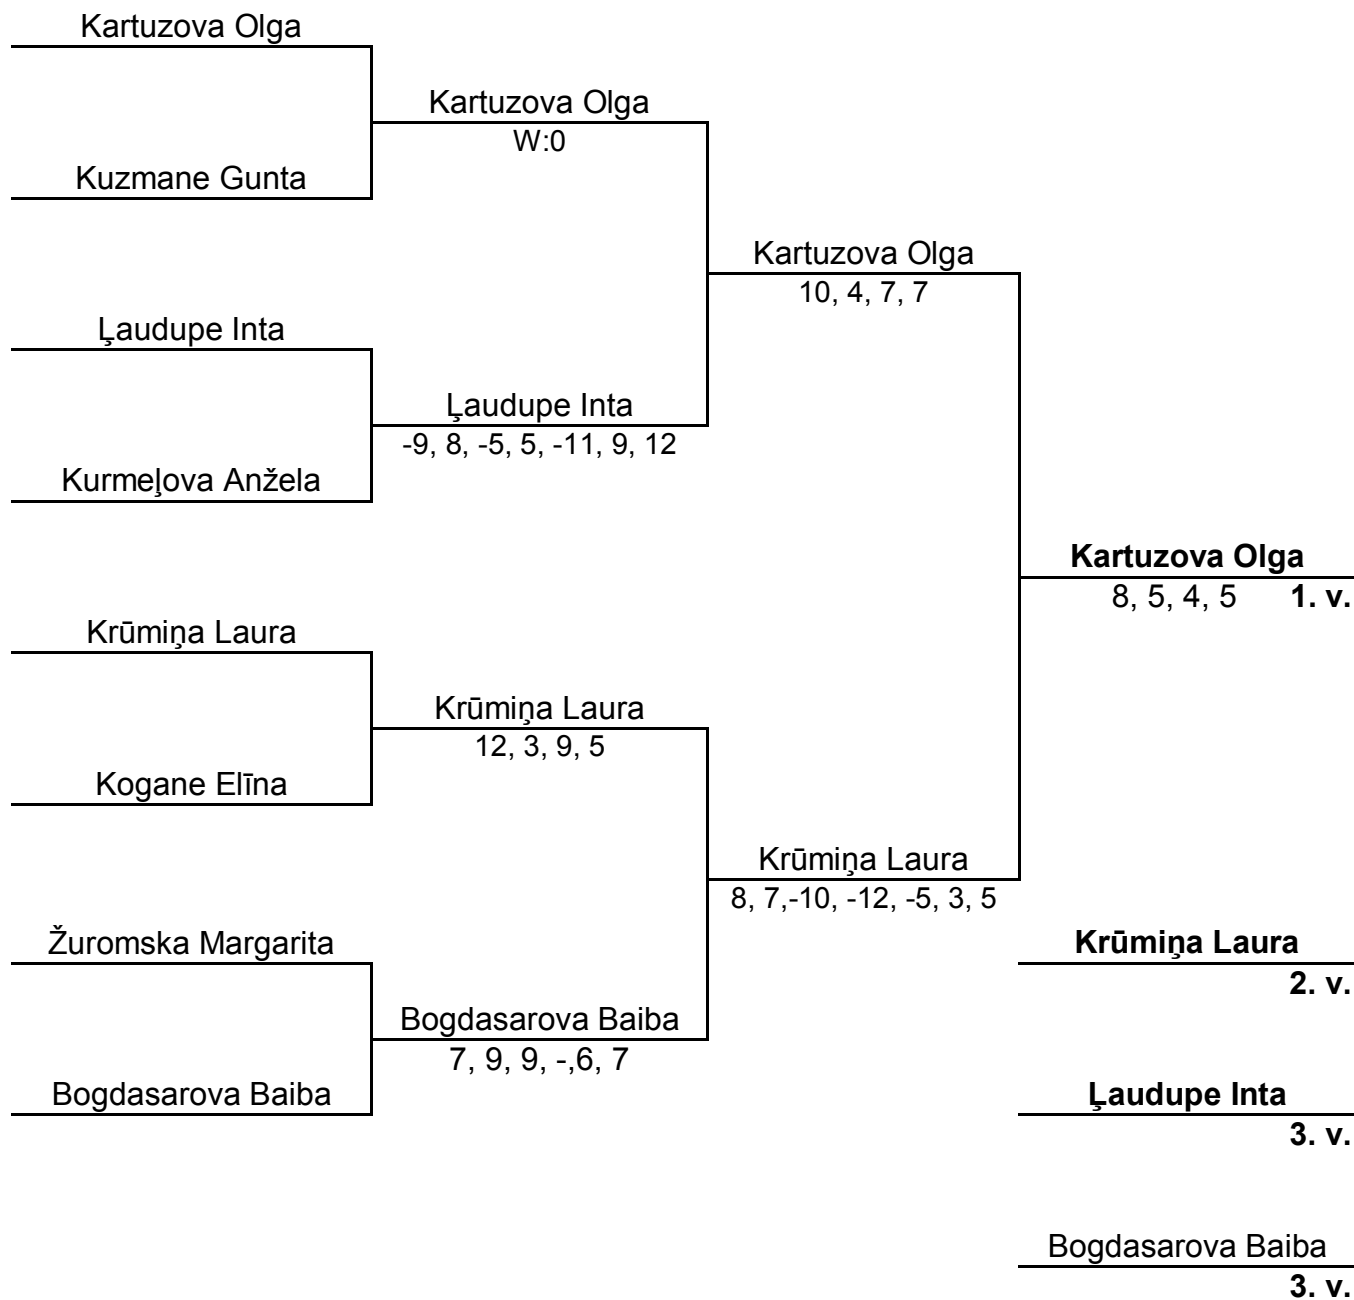 Kartuzova Olga
Kartuzova Olga
W:0
Kuzmane Gunta
Kartuzova Olga
10, 4, 7, 7
Ļaudupe Inta
Ļaudupe Inta
-9, 8, -5, 5, -11, 9, 12
Kurmeļova Anžela
Kartuzova Olga
8, 5, 4, 5 1. v.
Krūmiņa Laura
Krūmiņa Laura
12, 3, 9, 5
Kogane Elīna
Krūmiņa Laura
8, 7,-10, -12, -5, 3, 5
Žuromska Margarita
Krūmiņa Laura
2. v.
Bogdasarova Baiba
7, 9, 9, -,6, 7
Bogdasarova Baiba
Ļaudupe Inta
3. v.
Bogdasarova Baiba
3. v.